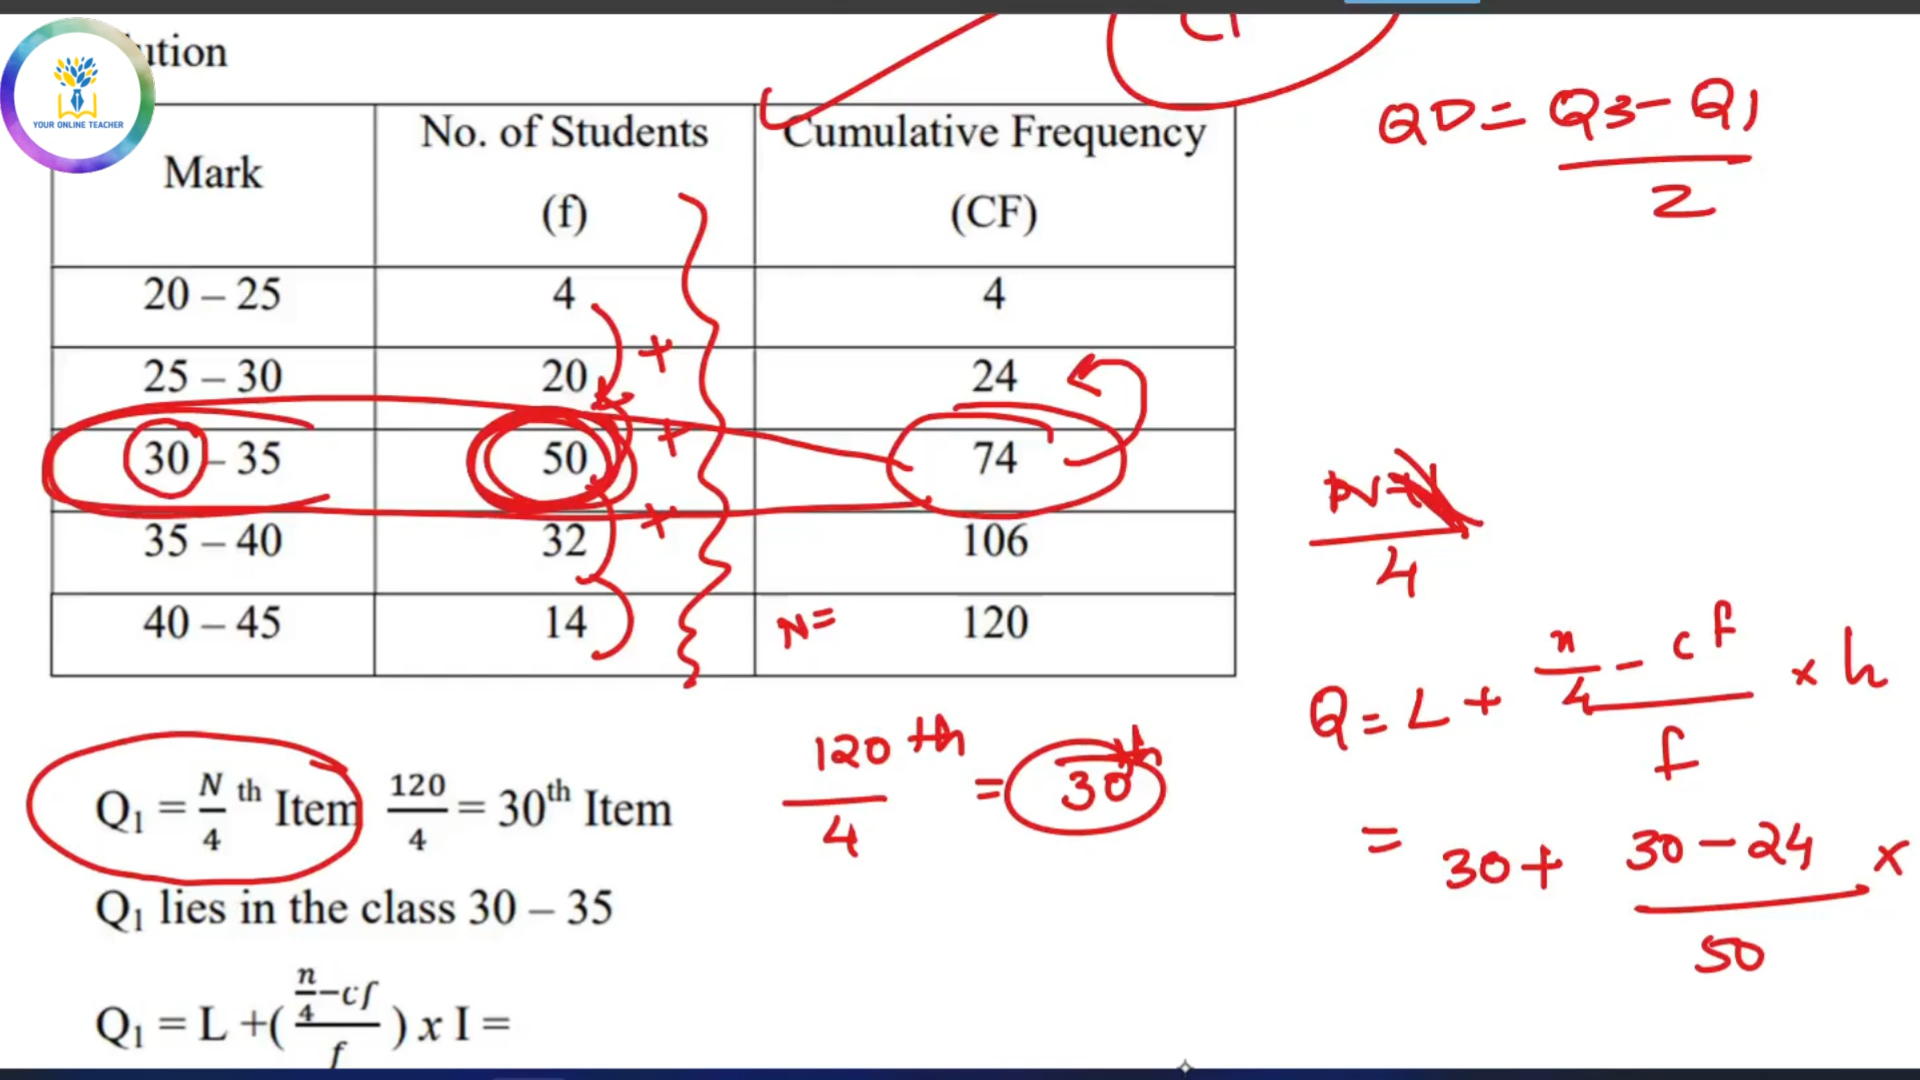 ution
YOUR ONLINE TEACHER
Mark No. of Students (f) Cumulative Frequency (CF)
20 – 25 4 4
25 – 30 20 24
30 – 35 50 74
35 – 40 32 106
40 – 45 14 N= 120
+
+
+
QD = Q3 - Q1 / 2
4
Q = L + n/4 - cf / f x h
= 30 + 30 - 24 / 50 x
120 th / 4 = 30 th
Q₁ = N/4 th Item 120/4 = 30th Item
Q₁ lies in the class 30 – 35
Q₁ = L +( n/4 −cf / f ) x I =